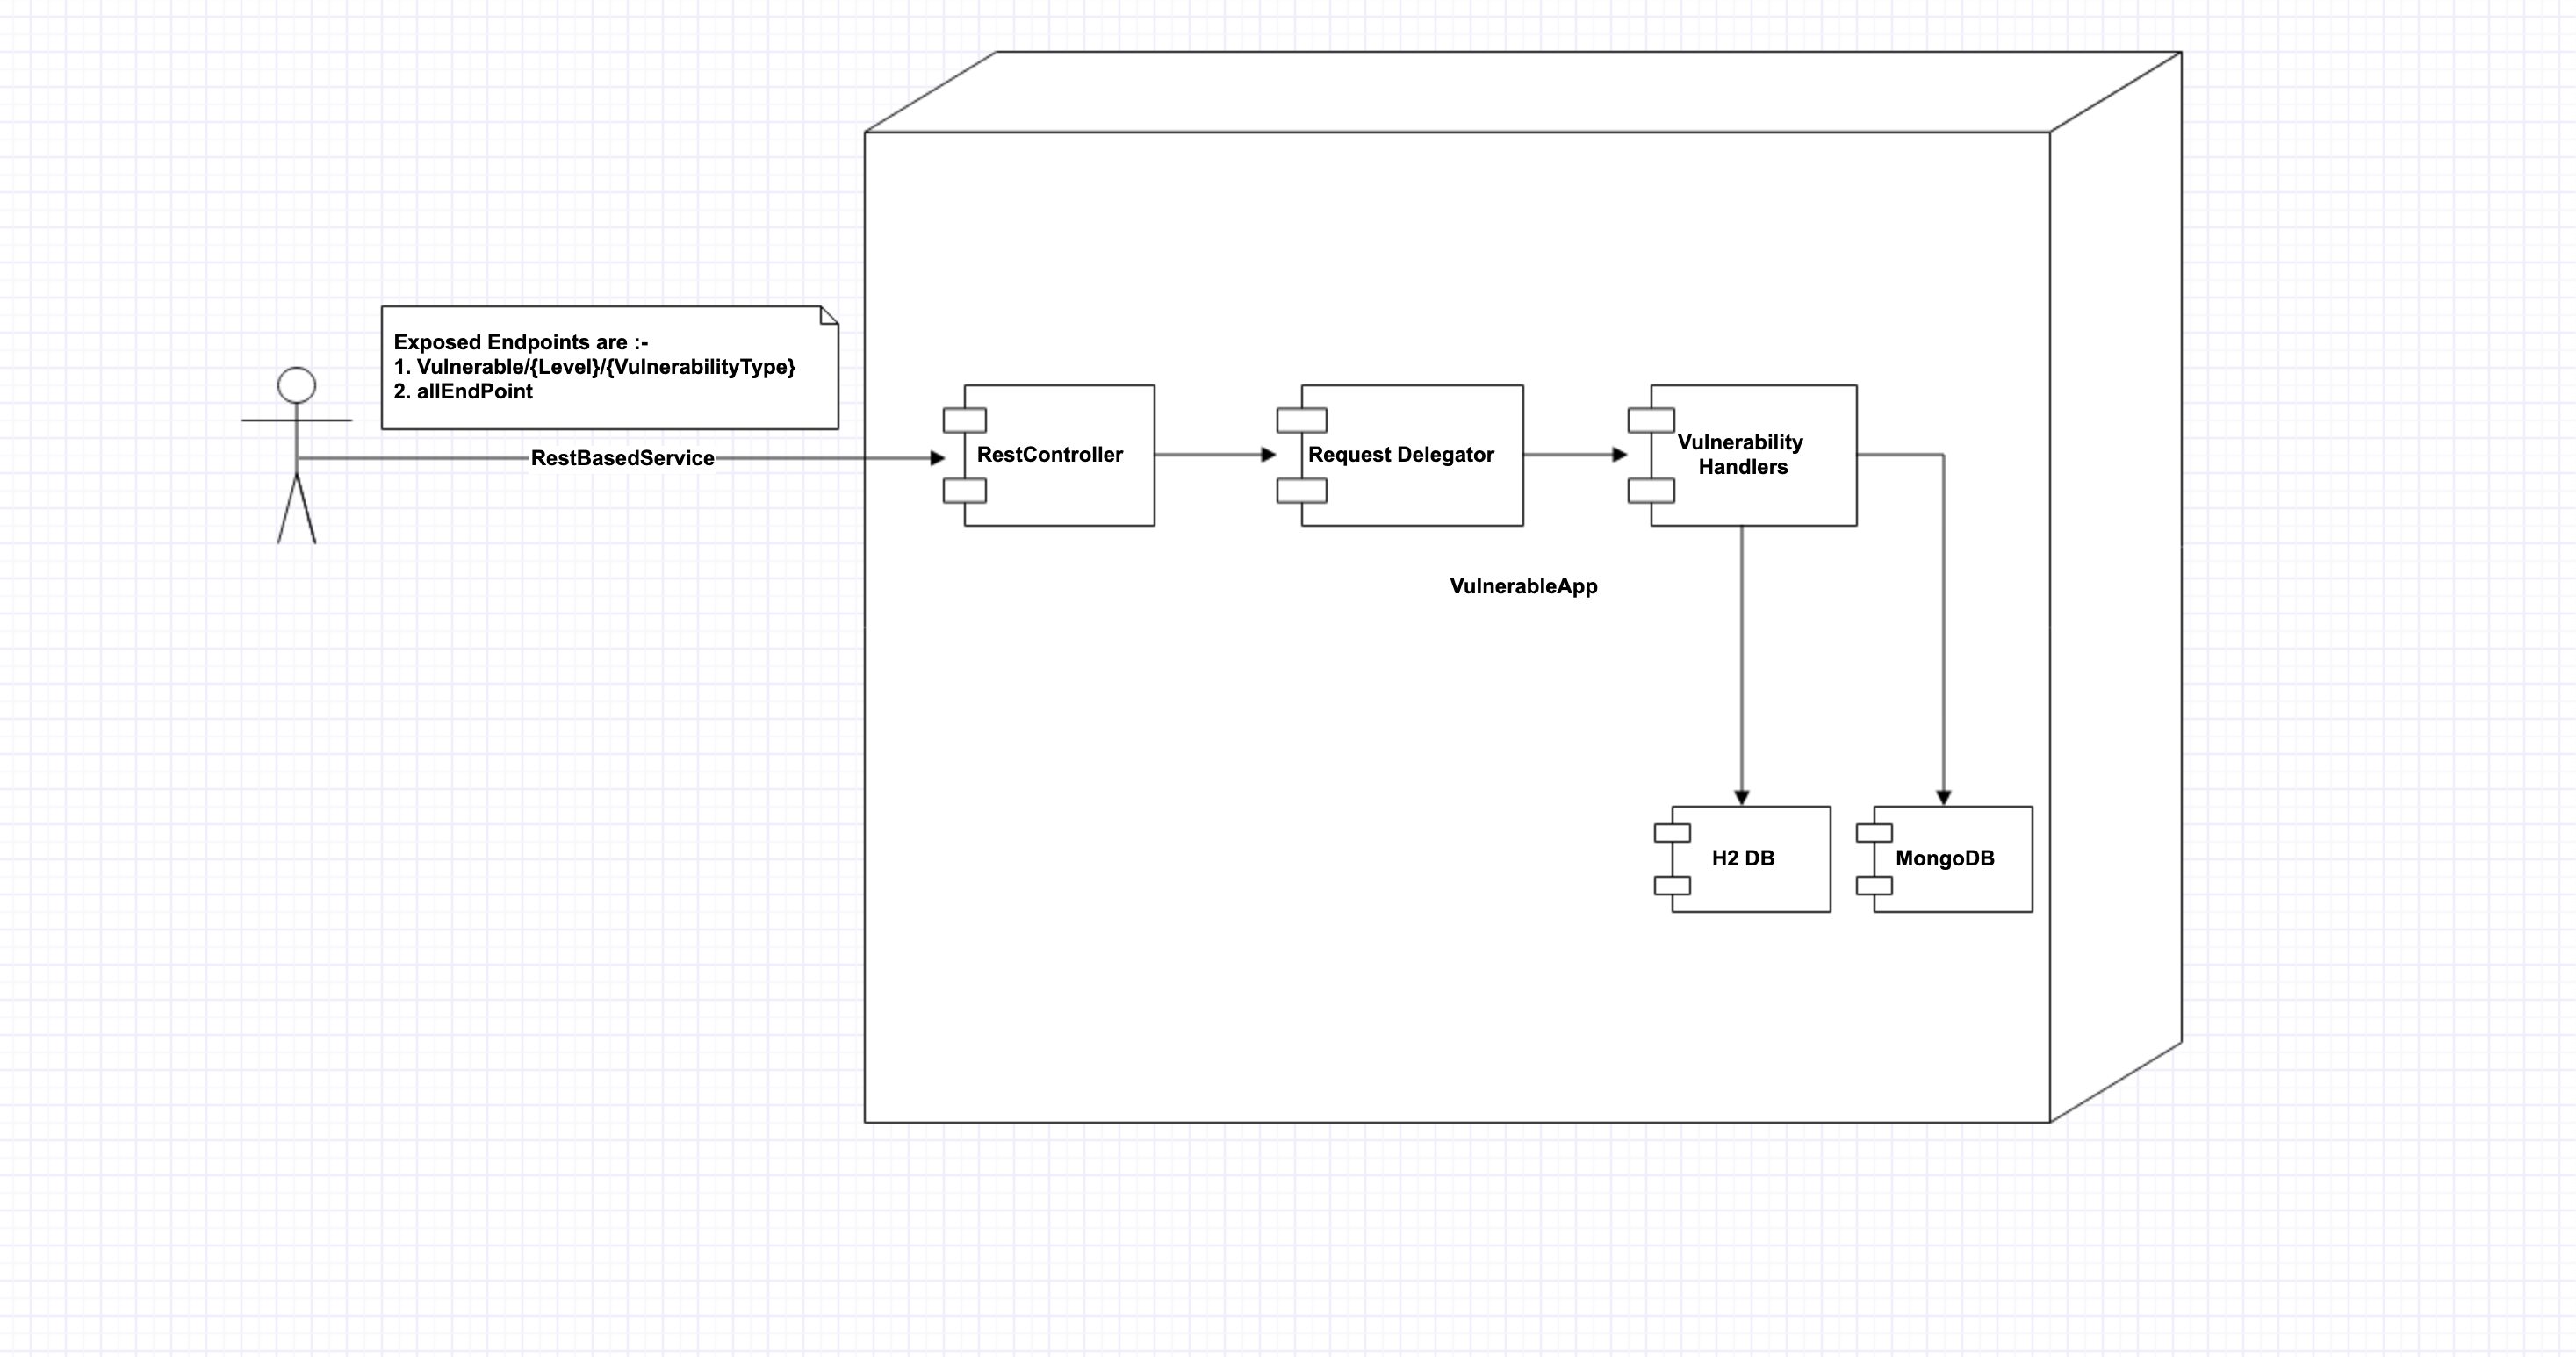 Exposed Endpoints are :-
1. Vulnerable/{Level}/{VulnerabilityType}
2. allEndPoint
RestBasedService
RestController
Request Delegator
Vulnerability
Handlers
VulnerableApp
H2 DB
MongoDB